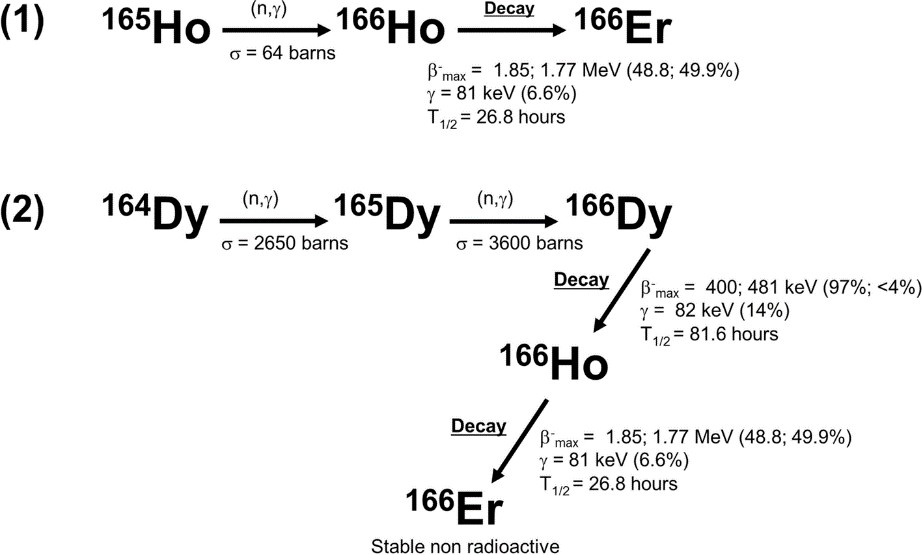 (1) ¹⁶⁵Ho (n,γ) ¹⁶⁶Ho Decay ¹⁶⁶Er
σ = 64 barns
β⁻max = 1.85; 1.77 MeV (48.8; 49.9%)
γ = 81 keV (6.6%)
T1/2 = 26.8 hours
(2) ¹⁶⁴Dy (n,γ) ¹⁶⁵Dy (n,γ) ¹⁶⁶Dy
σ = 2650 barns σ = 3600 barns
Decay
β⁻max = 400; 481 keV (97%; <4%)
γ = 82 keV (14%)
T1/2 = 81.6 hours
¹⁶⁶Ho
Decay
β⁻max = 1.85; 1.77 MeV (48.8; 49.9%)
γ = 81 keV (6.6%)
T1/2 = 26.8 hours
¹⁶⁶Er
Stable non radioactive